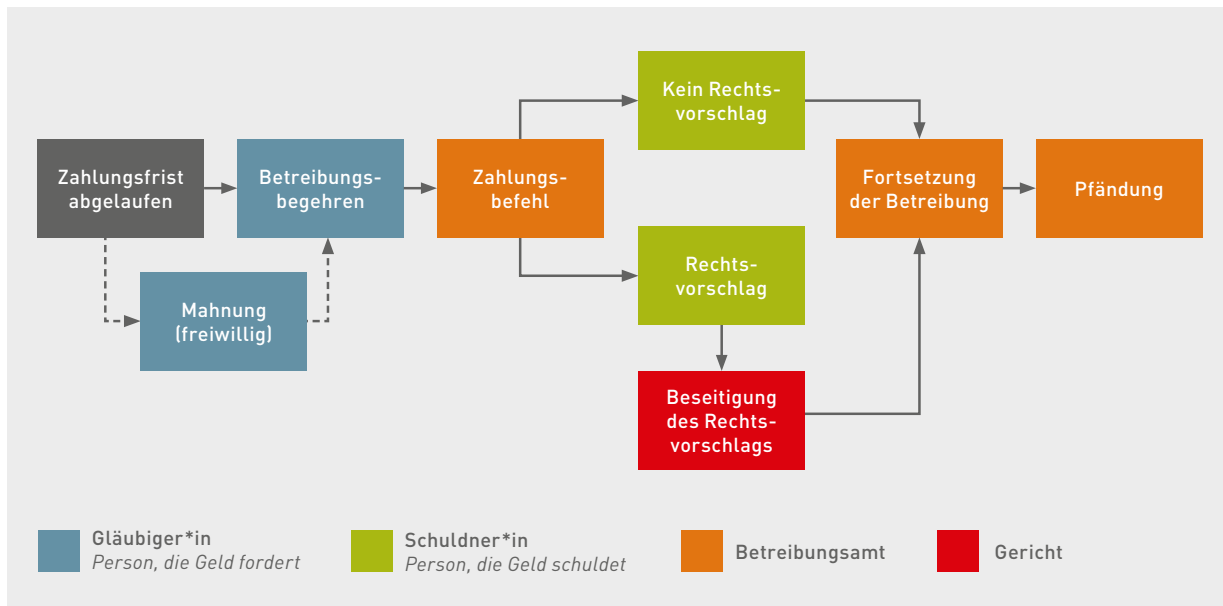 Zahlungsfrist
abgelaufen
Betreibungs-
begehren
Mahnung
(freiwillig)
Zahlungs-
befehl
Kein Rechts-
vorschlag
Rechts-
vorschlag
Beseitigung
des Rechts-
vorschlags
Fortsetzung
der Betreibung
Pfändung
Gläubiger*in
Person, die Geld fordert
Schuldner*in
Person, die Geld schuldet
Betreibungsamt
Gericht